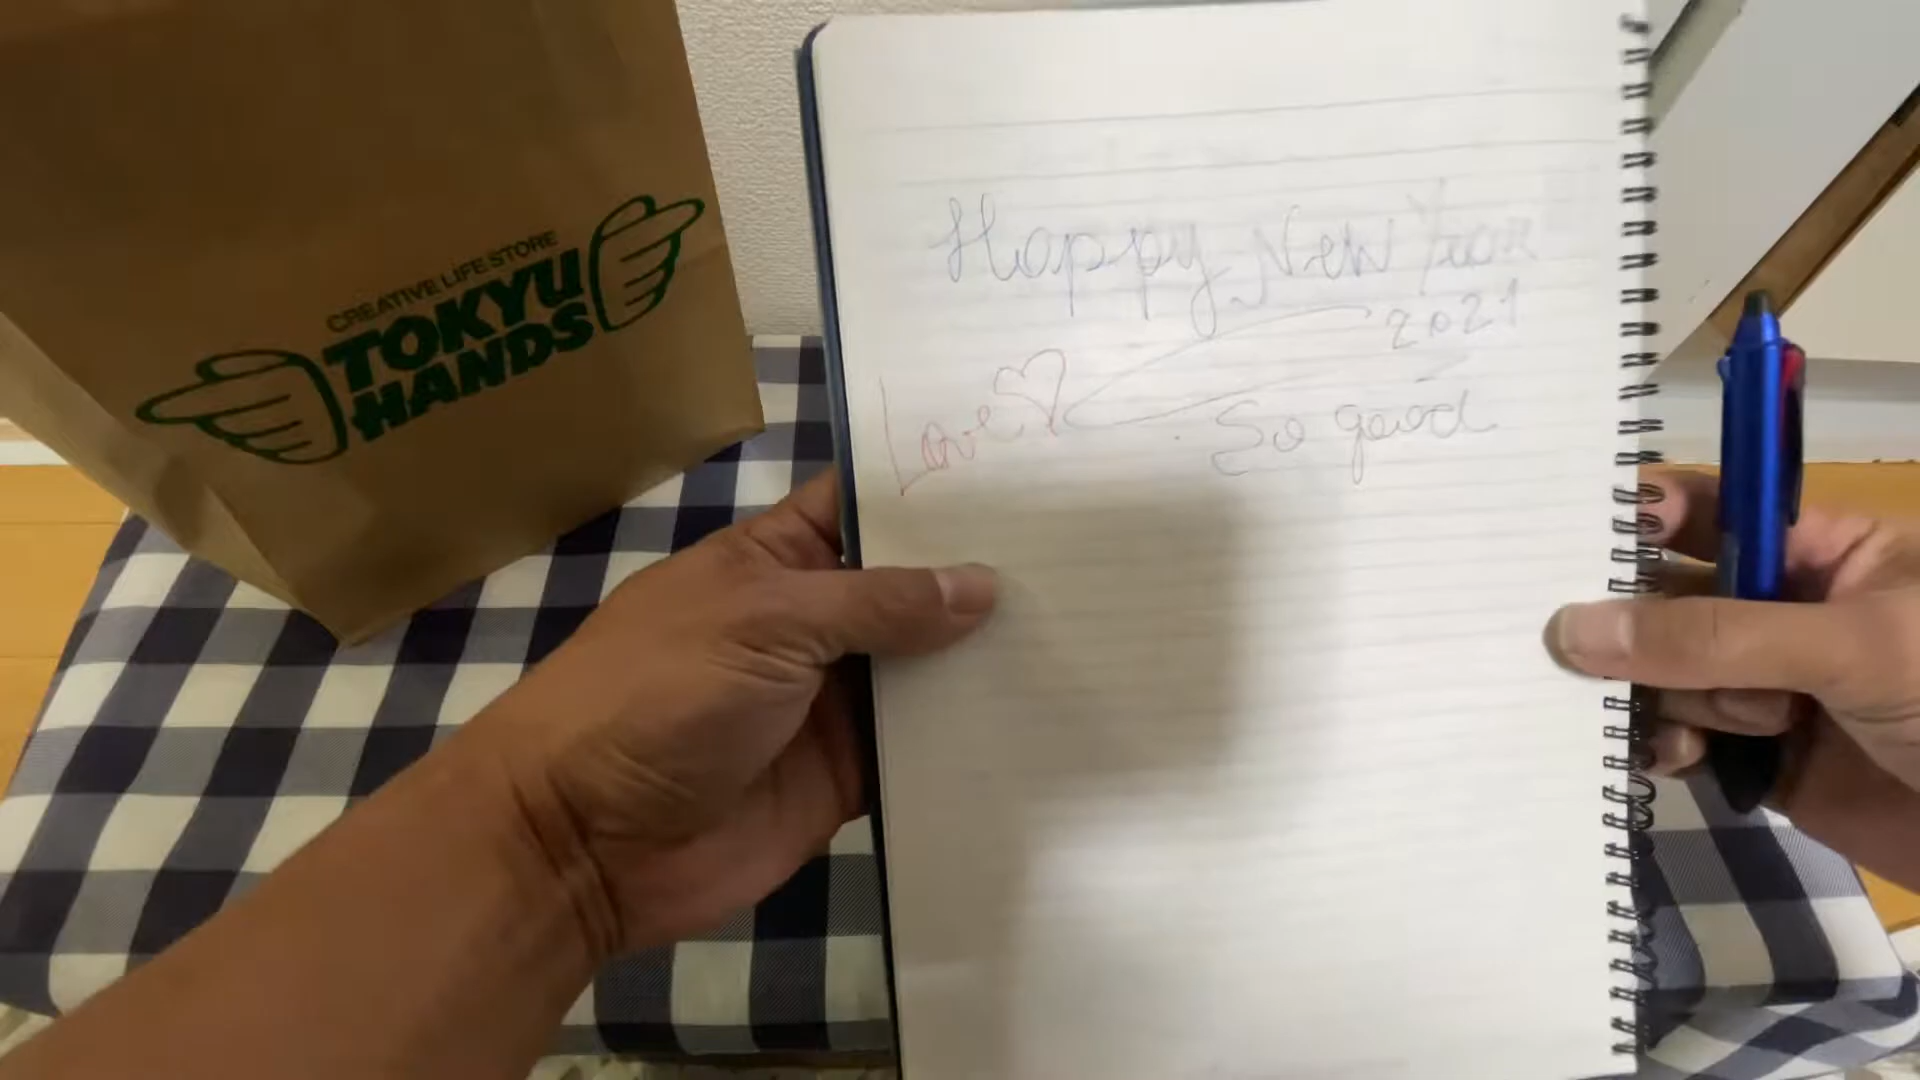 CREATIVE LIFE STORE
TOKYU
HANDS
Happy New Year
2021
Love
So good